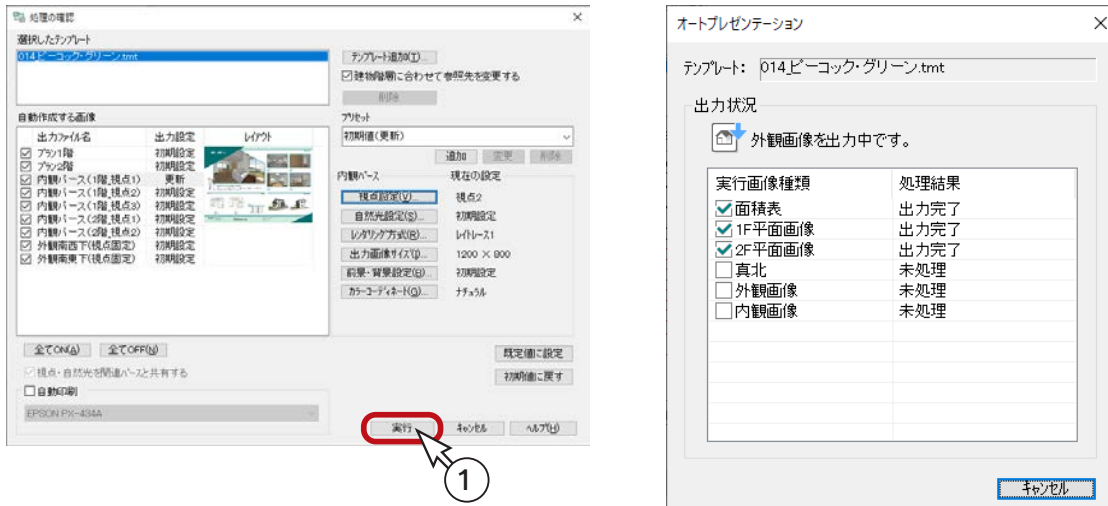 処理の確認
選択したテンプレート
014_ピーコック・グリーン.tmt
テンプレート追加(T)...
建物階層に合わせて参照先を変更する
削除
自動作成する画像
出力ファイル名 出力設定 レイアウト
プラン1階 初期設定
プラン2階 初期設定
内観パース(1階_視点1) 更新
内観パース(1階_視点2) 初期設定
内観パース(1階_視点3) 初期設定
内観パース(2階_視点1) 初期設定
内観パース(2階_視点2) 初期設定
外観南西下(視点固定) 初期設定
外観南東下(視点固定) 初期設定
プリセット
初期値(更新)
追加 変更 削除
内観パース 現在の設定
視点設定(V)... 視点2
自然光設定(S)... 初期設定
レンダリング方式(R)... レイトレース1
出力画像サイズ(I)... 1200 × 800
前景・背景設定(E)... 初期設定
カラーコーディネート(G)... ナチュラル
全てON(A) 全てOFF(N)
視点・自然光を関連パースと共有する
自動印刷
EPSON PX-434A
既定値に設定
初期値に戻す
実行 キャンセル ヘルプ(H)
1
オートプレゼンテーション
テンプレート: 014_ピーコック・グリーン.tmt
出力状況
外観画像を出力中です。
実行画像種類 処理結果
面積表 出力完了
1F平面画像 出力完了
2F平面画像 出力完了
真北 未処理
外観画像 未処理
内観画像 未処理
キャンセル